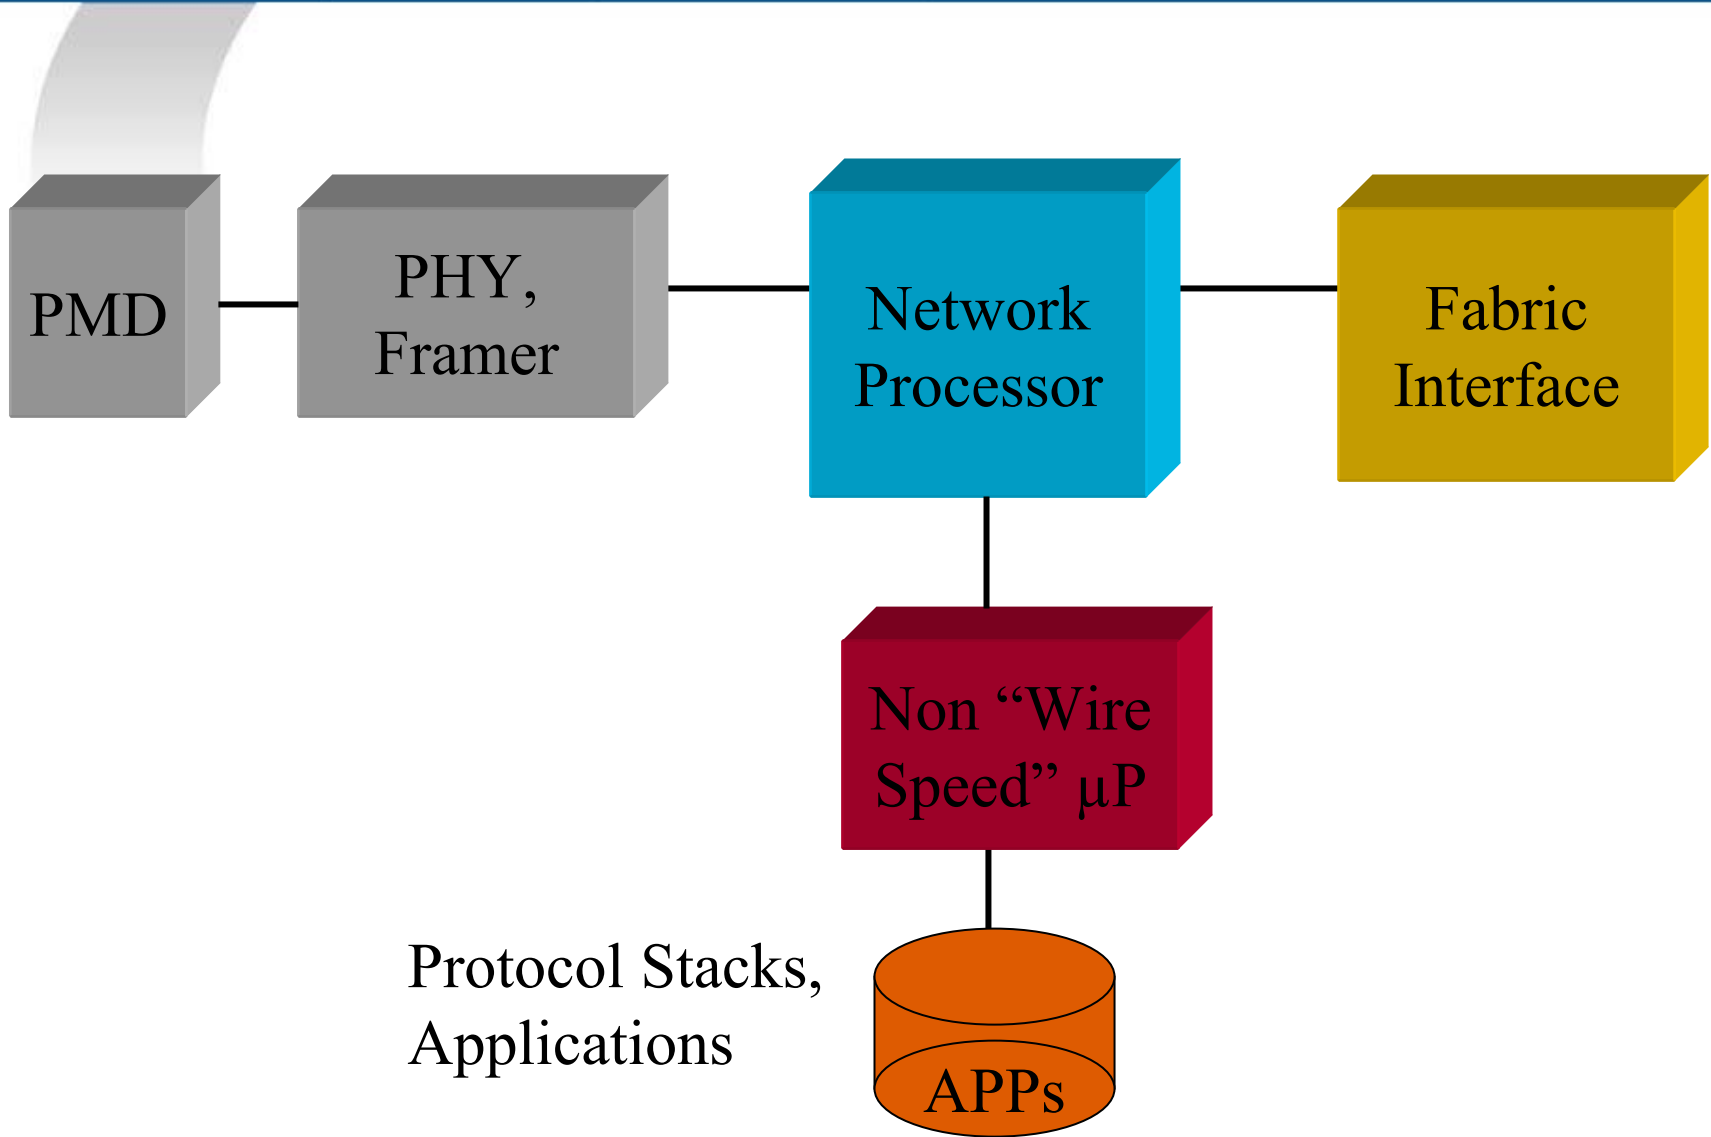 PMD
PHY,
Framer
Network
Processor
Fabric
Interface
Non “Wire
Speed” µP
Protocol Stacks,
Applications
APPs